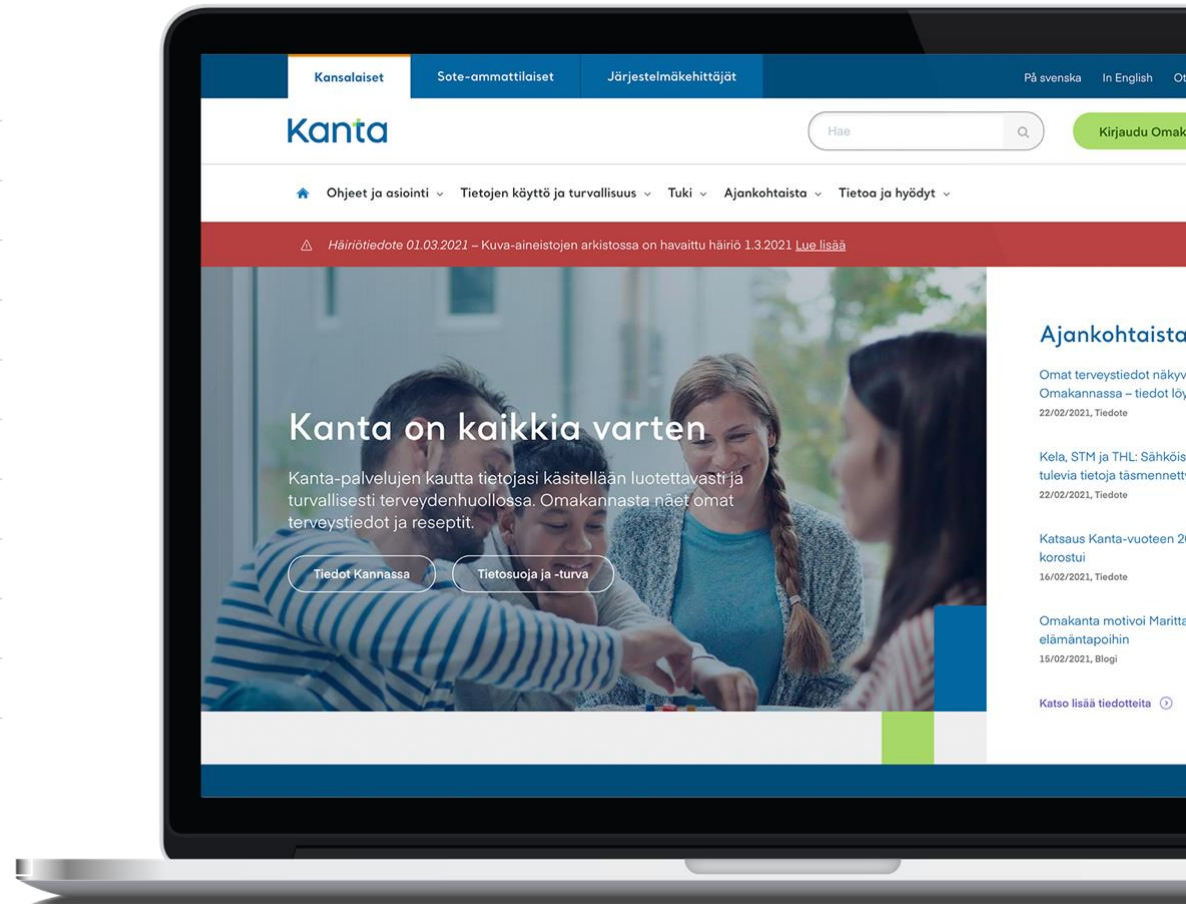 Kansalaiset Sote-ammattilaiset Järjestelmäkehittäjät På svenska In English
Kanta Hae Kirjaudu
Ohjeet ja asiointi Tietojen käyttö ja turvallisuus Tuki Ajankohtaista Tietoa ja hyödyt
Häiriötiedote 01.03.2021 – Kuva-aineistojen arkistossa on havaittu häiriö 1.3.2021 Lue lisää
Kanta on kaikkia varten
Kanta-palvelujen kautta tietojasi käsitellään luotettavasti ja
turvallisesti terveydenhuollossa. Omakannasta näet omat
terveystiedot ja reseptit.
Tiedot Kannassa Tietosuoja ja -turva
Ajankohtaista
Omat terveystiedot
Omakannassa – tiedot
22/02/2021, Tiedote
Kela, STM ja THL:
tulevia tietoja
22/02/2021, Tiedote
Katsaus Kanta-vuoteen
korostui
16/02/2021, Tiedote
Omakanta motivoi
elämäntapoihin
15/02/2021, Blogi
Katso lisää tiedotteita